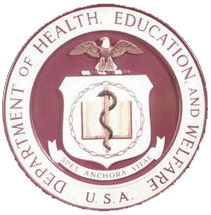 DEPARTMENT OF HEALTH, EDUCATION, AND WELFARE
SPES ANCHORA VITAE
U.S.A.